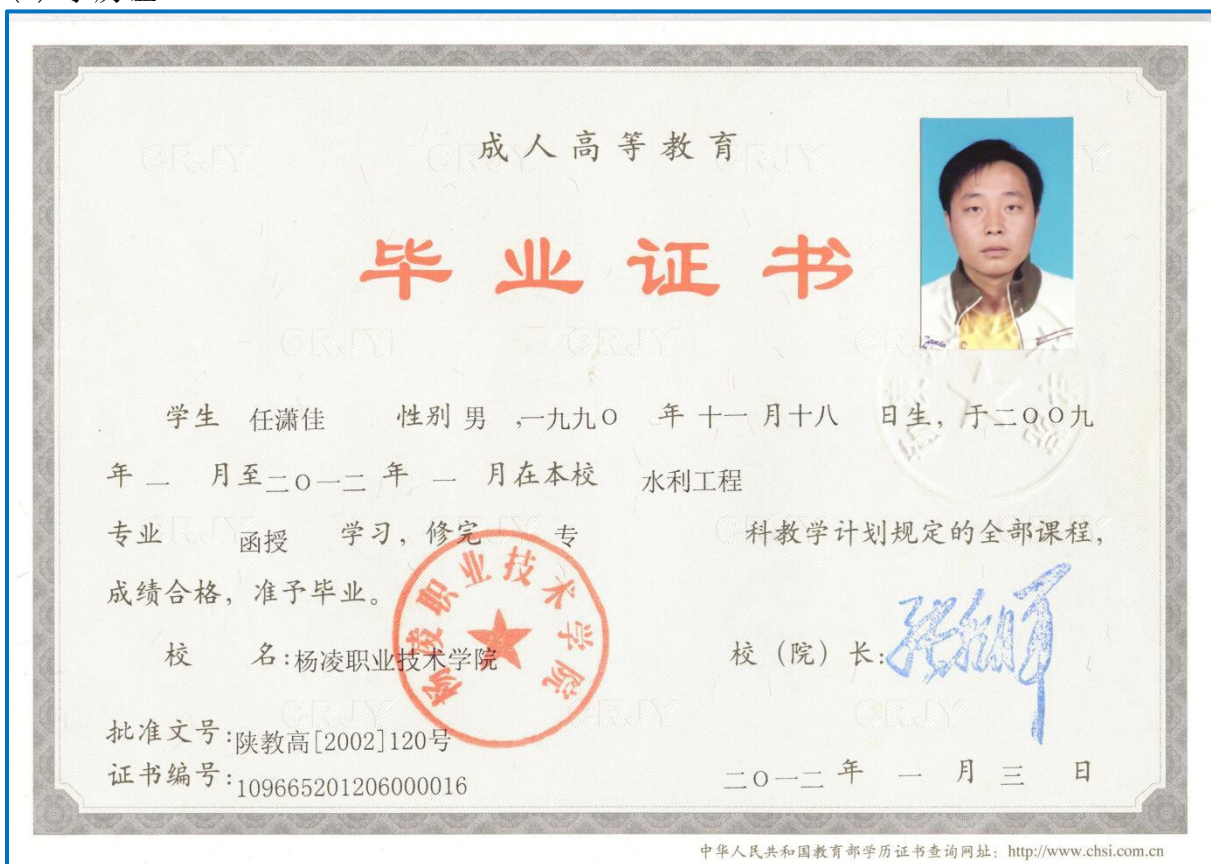 成人高等教育
毕业证书
学生 任潇佳 性别 男 ,一九九〇 年 十一 月十八 日生，于二〇〇九
年 一 月至二〇一二 年 一 月在本校 水利工程
专业 函授 学习，修完 专 科教学计划规定的全部课程，
成绩合格，准予毕业。
校 名:杨凌职业技术学院 校（院）长:
杨凌职业技术学院
批准文号:陕教高[2002]120号
证书编号:109665201206000016 二〇一二 年 一 月 三 日
中华人民共和国教育部学历证书查询网址：http://www.chsi.com.cn
CRJY